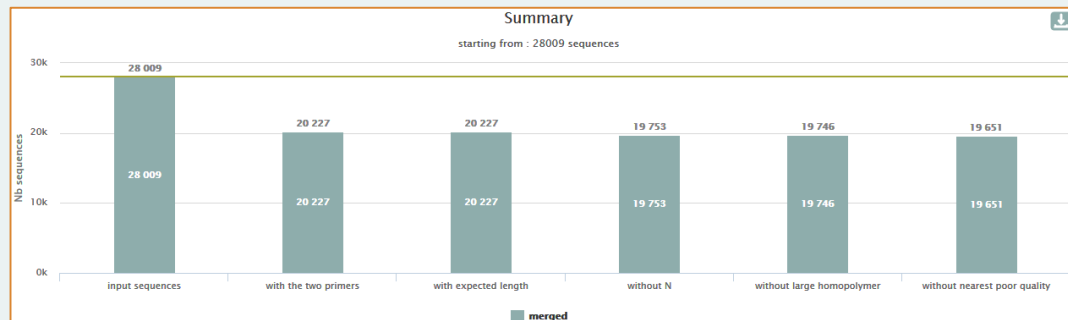 Summary
starting from : 28009 sequences
Nb sequences
30k
20k
10k
0k
28 009
20 227
20 227
19 753
19 746
19 651
28 009
20 227
20 227
19 753
19 746
19 651
input sequences
with the two primers
with expected length
without N
without large homopolymer
without nearest poor quality
merged